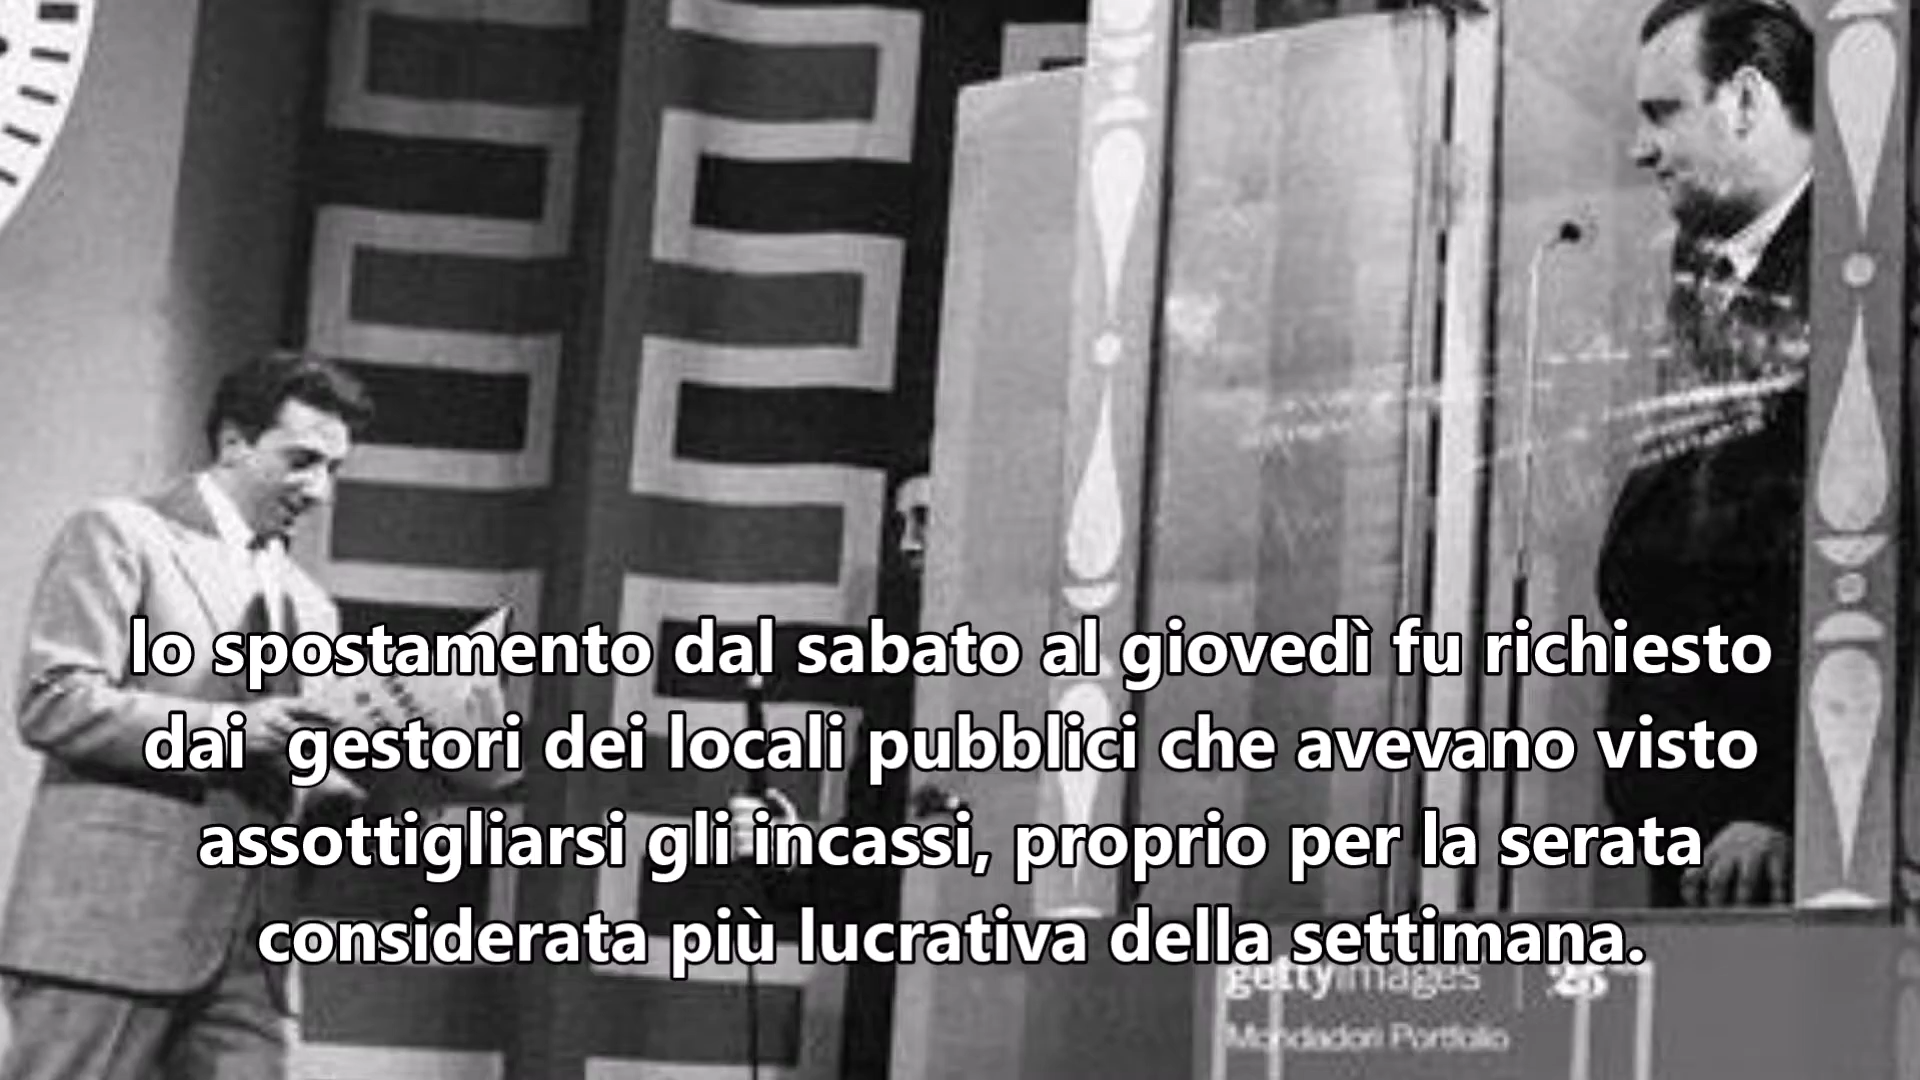 lo spostamento dal sabato al giovedì fu richiesto
dai  gestori dei locali pubblici che avevano visto
assottigliarsi gli incassi, proprio per la serata
considerata più lucrativa della settimana.
gettyimages
Mondadori Portfolio